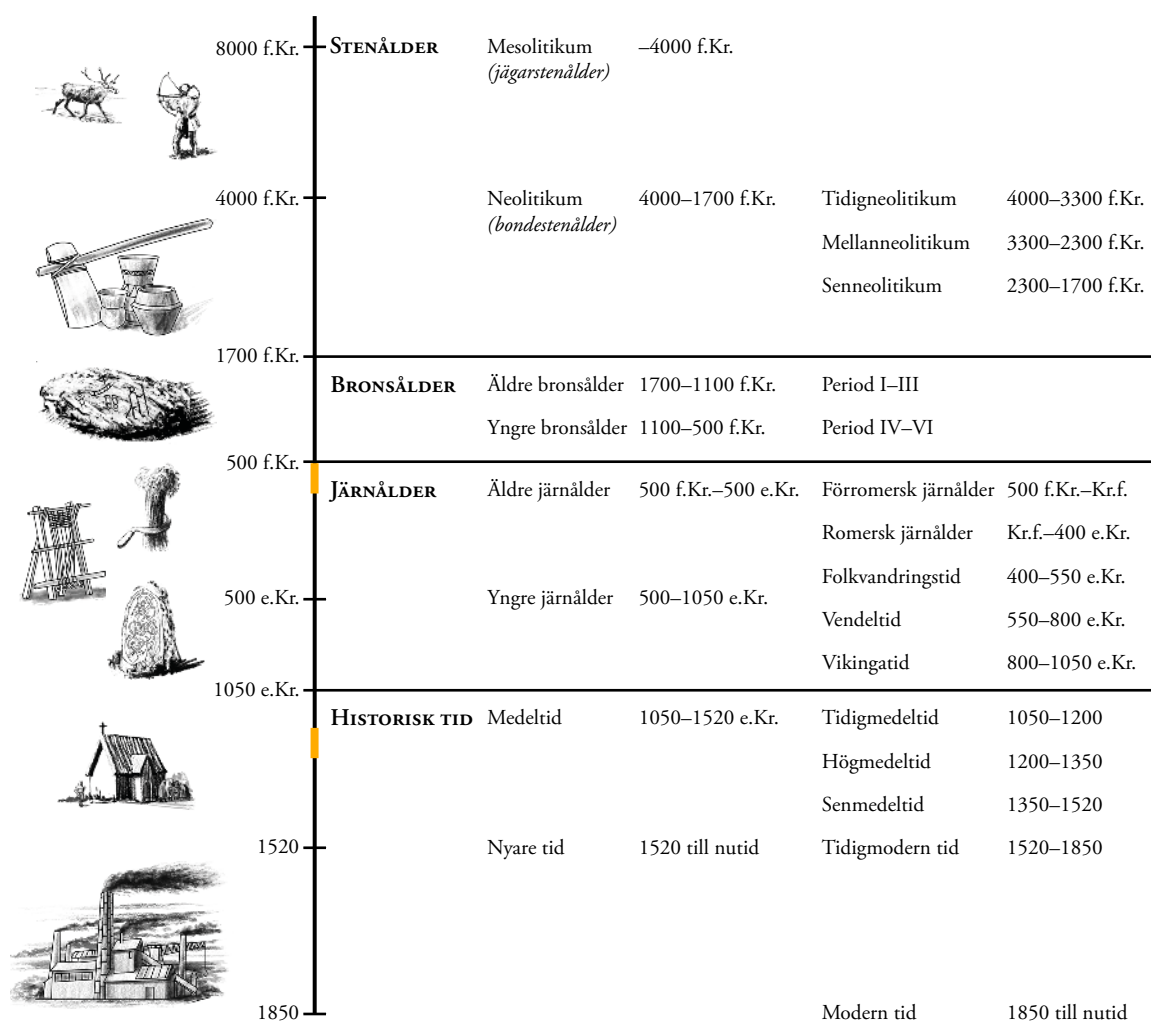 8000 f.Kr. STENÅLDER Mesolitikum –4000 f.Kr.
(jägarstenålder)
4000 f.Kr. Neolitikum 4000–1700 f.Kr. Tidigneolitikum 4000–3300 f.Kr.
(bondestenålder)
Mellanneolitikum 3300–2300 f.Kr.
Senneolitikum 2300–1700 f.Kr.
1700 f.Kr.
BRONSÅLDER Äldre bronsålder 1700–1100 f.Kr. Period I–III
Yngre bronsålder 1100–500 f.Kr. Period IV–VI
500 f.Kr.
JÄRNÅLDER Äldre järnålder 500 f.Kr.–500 e.Kr. Förromersk järnålder 500 f.Kr.–Kr.f.
Romersk järnålder Kr.f.–400 e.Kr.
Folkvandringstid 400–550 e.Kr.
500 e.Kr. Yngre järnålder 500–1050 e.Kr.
Vendeltid 550–800 e.Kr.
Vikingatid 800–1050 e.Kr.
1050 e.Kr.
HISTORISK TID Medeltid 1050–1520 e.Kr. Tidigmedeltid 1050–1200
Högmedeltid 1200–1350
Senmedeltid 1350–1520
1520 Nyare tid 1520 till nutid Tidigmodern tid 1520–1850
1850 Modern tid 1850 till nutid